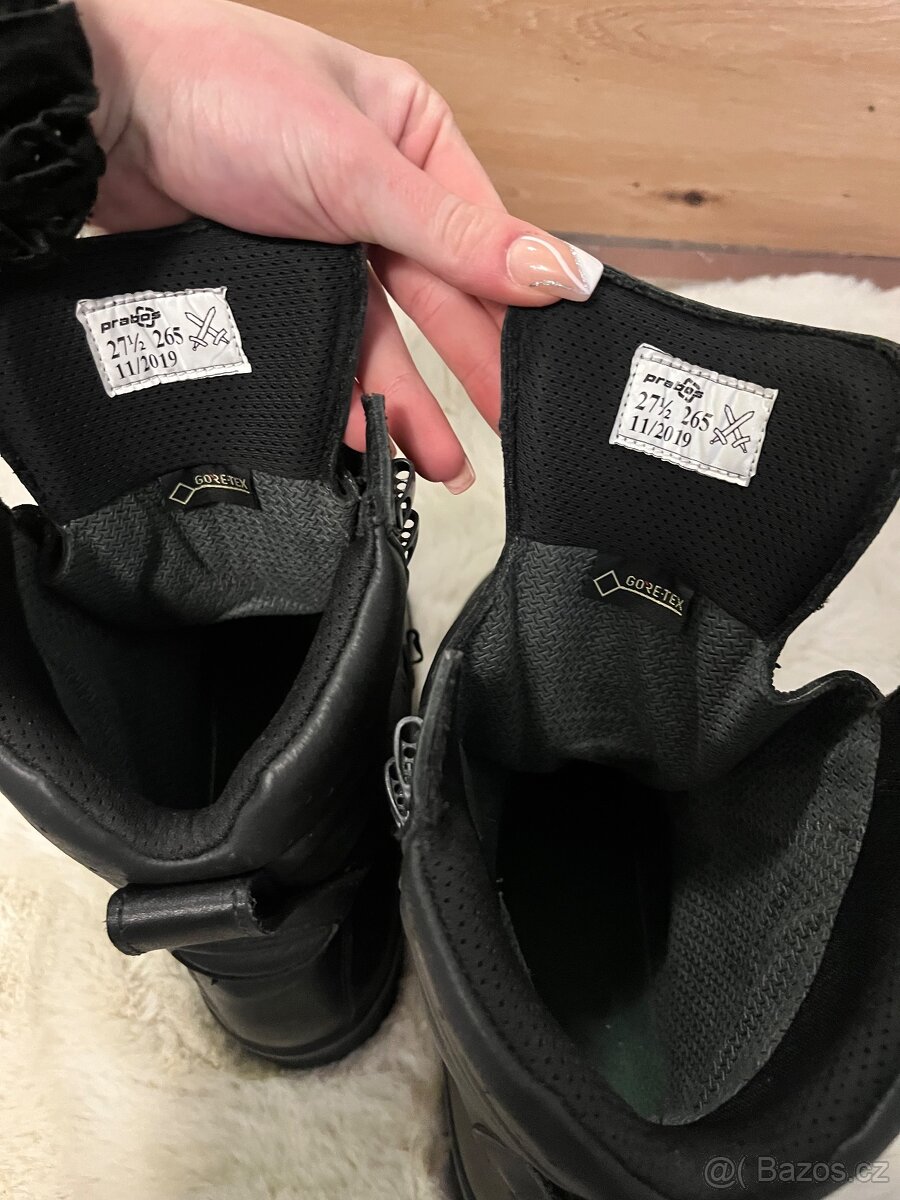 prabos
27½ 265
11/2019
GORE-TEX
prabos
27½ 265
11/2019
GORE-TEX
@( Bazos.cz